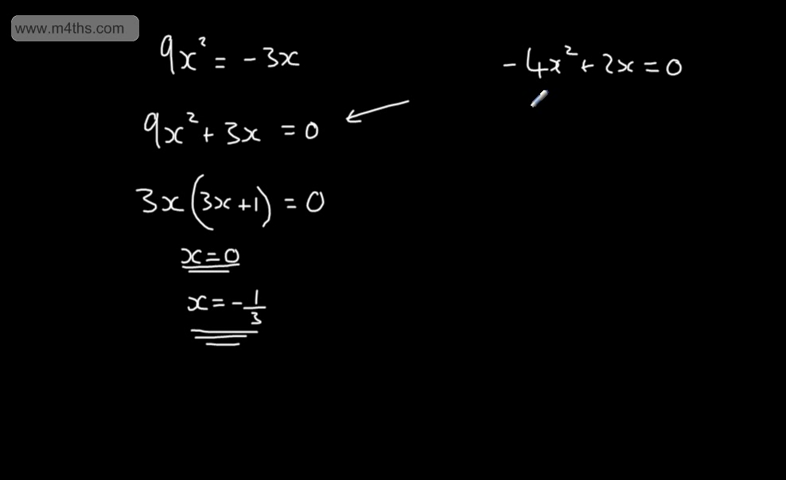 www.m4ths.com
9x² = -3x
9x² + 3x = 0
3x(3x+1) = 0
x = 0
x = -1/3
-4x² + 2x = 0